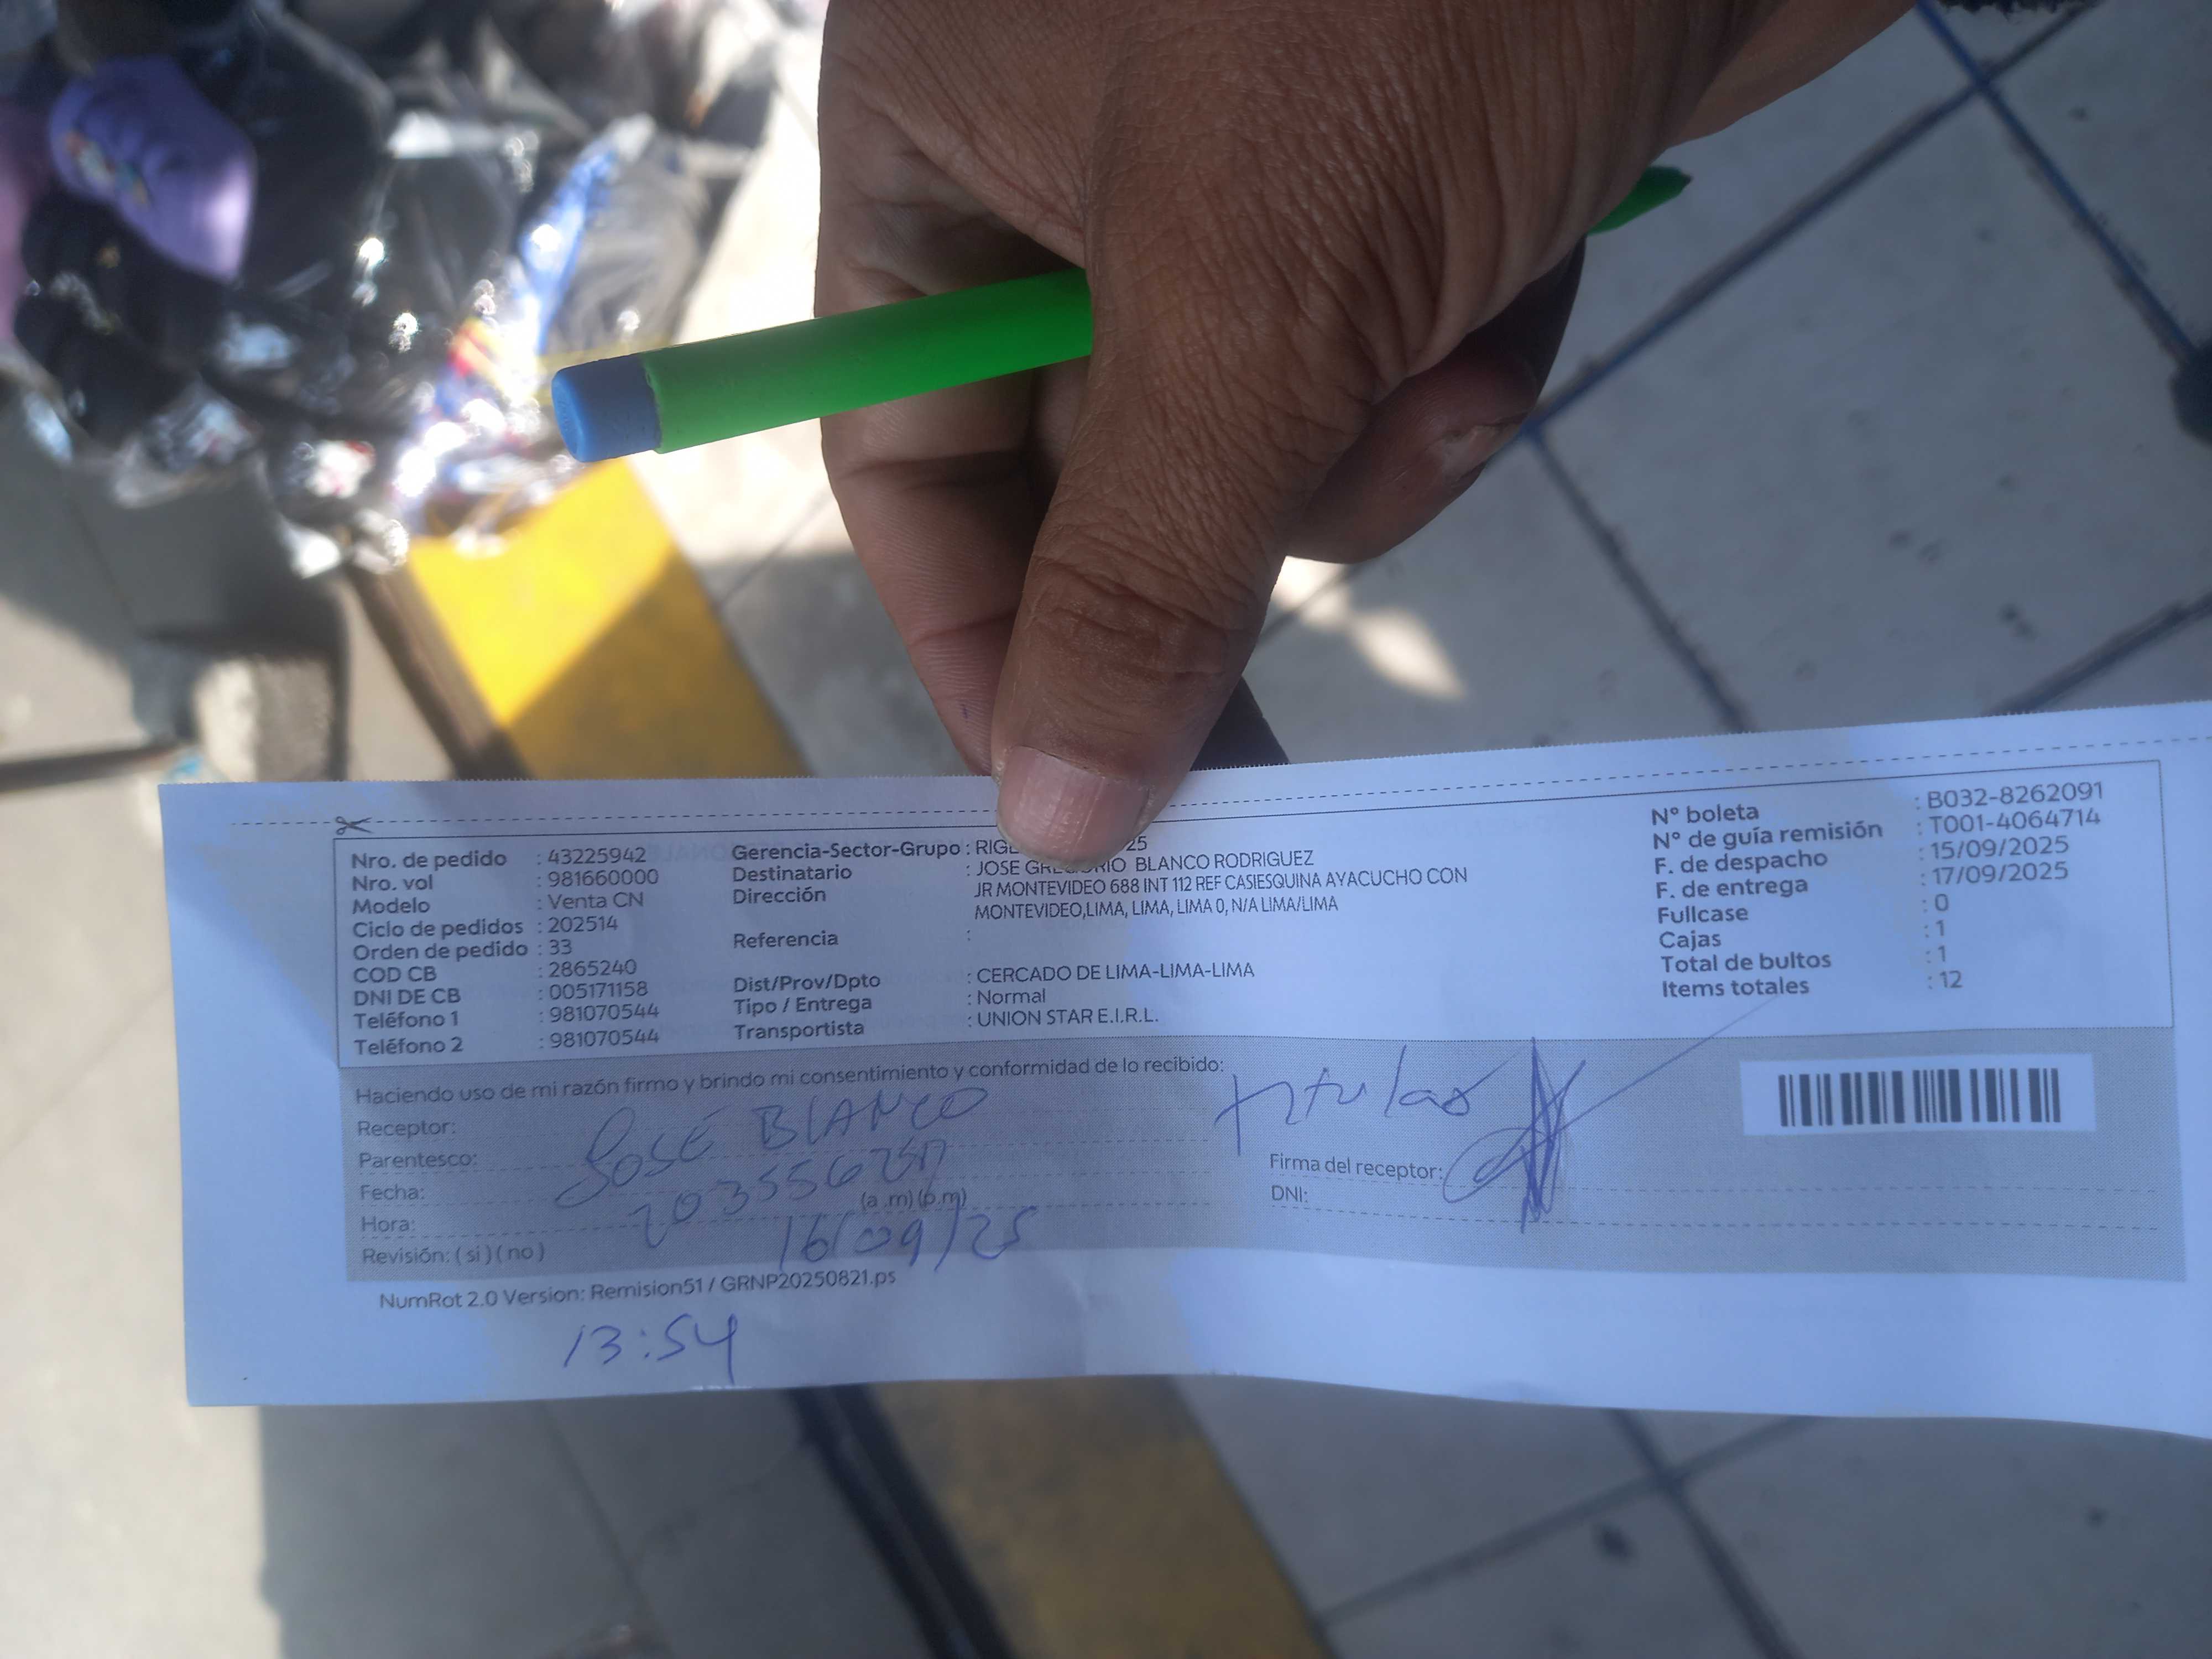 Nro. de pedido : 43225942
Nro. vol : 981660000
Modelo : Venta CN
Ciclo de pedidos : 202514
Orden de pedido : 33
COD CB : 2865240
DNI DE CB : 005171158
Teléfono 1 : 981070544
Teléfono 2 : 981070544
Gerencia-Sector-Grupo : 25
Destinatario : JOSE BLANCO RODRIGUEZ
Dirección JR MONTEVIDEO 688 INT 112 REF CASIESQUINA AYACUCHO CON
MONTEVIDEO,LIMA, LIMA, LIMA 0, N/A LIMA/LIMA
Referencia :
Dist/Prov/Dpto : CERCADO DE LIMA-LIMA-LIMA
Tipo / Entrega : Normal
Transportista : UNION STAR E.I.R.L.
N° boleta : B032-8262091
N° de guía remisión : T001-4064714
F. de despacho : 15/09/2025
F. de entrega : 17/09/2025
Fullcase : 0
Cajas : 1
Total de bultos : 1
Items totales : 12
Haciendo uso de mi razón firmo y brindo mi consentimiento y conformidad de lo recibido:
Receptor: JOSÉ BLANCO
Parentesco:
Fecha:
Hora: (a .m) (p.m)
16/09/25
Revisión: ( si ) ( no )
Firma del receptor:
DNI:
NumRot 2.0 Version: Remision51 / GRNP20250821.ps
13:54